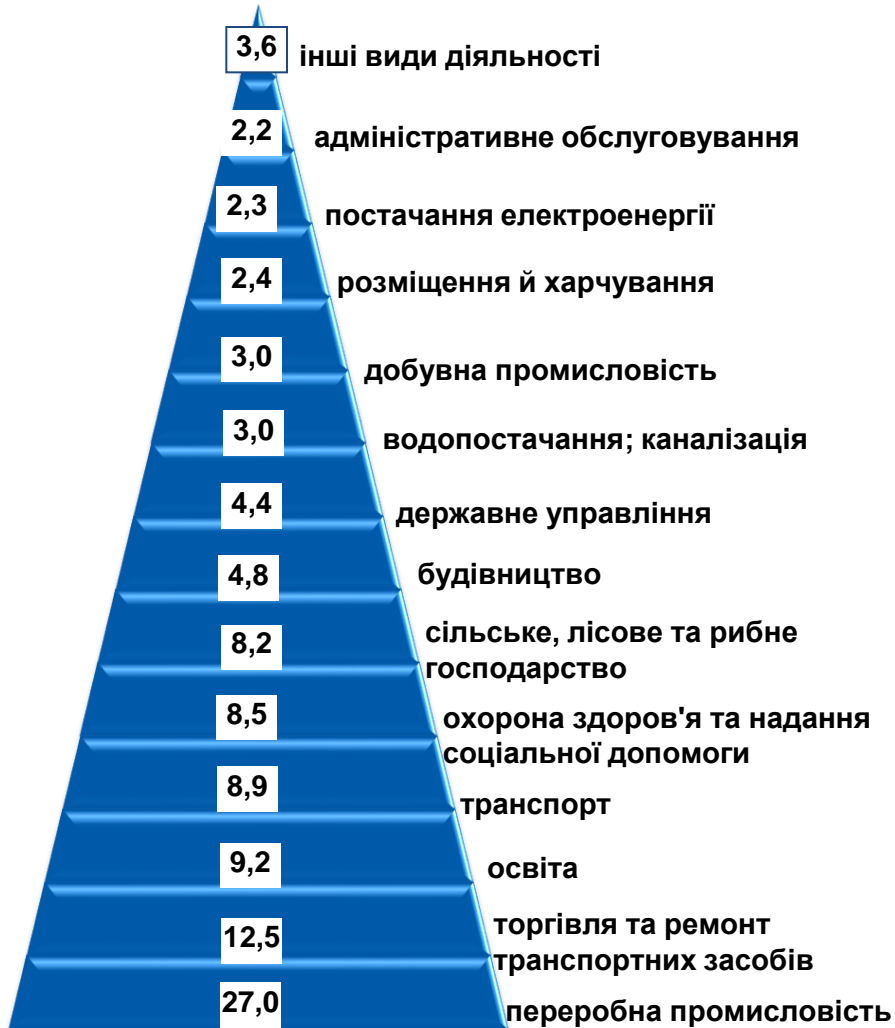 3,6 інші види діяльності
2,2 адміністративне обслуговування
2,3 постачання електроенергії
2,4 розміщення й харчування
3,0 добувна промисловість
3,0 водопостачання; каналізація
4,4 державне управління
4,8 будівництво
8,2 сільське, лісове та рибне
господарство
8,5 охорона здоров'я та надання
соціальної допомоги
8,9 транспорт
9,2 освіта
12,5 торгівля та ремонт
транспортних засобів
27,0 переробна промисловість